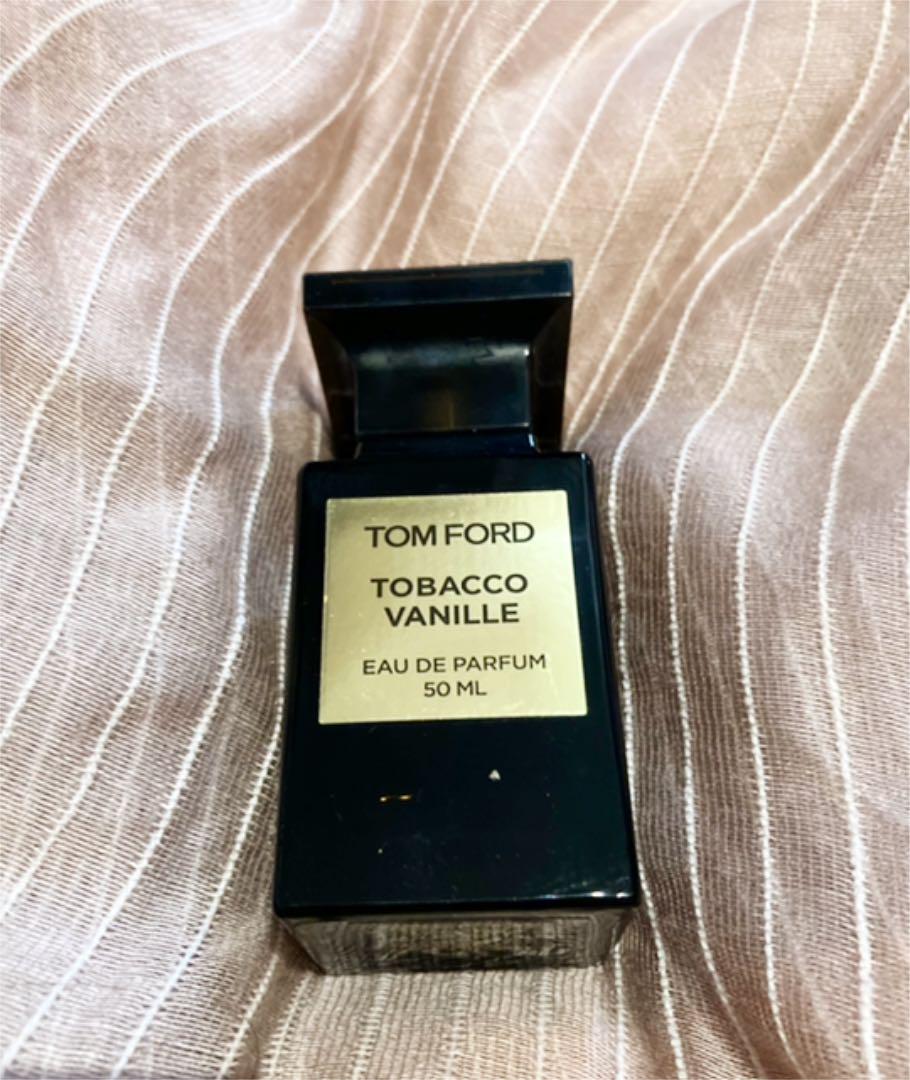 TOM FORD
TOBACCO
VANILLE
EAU DE PARFUM
50 ML